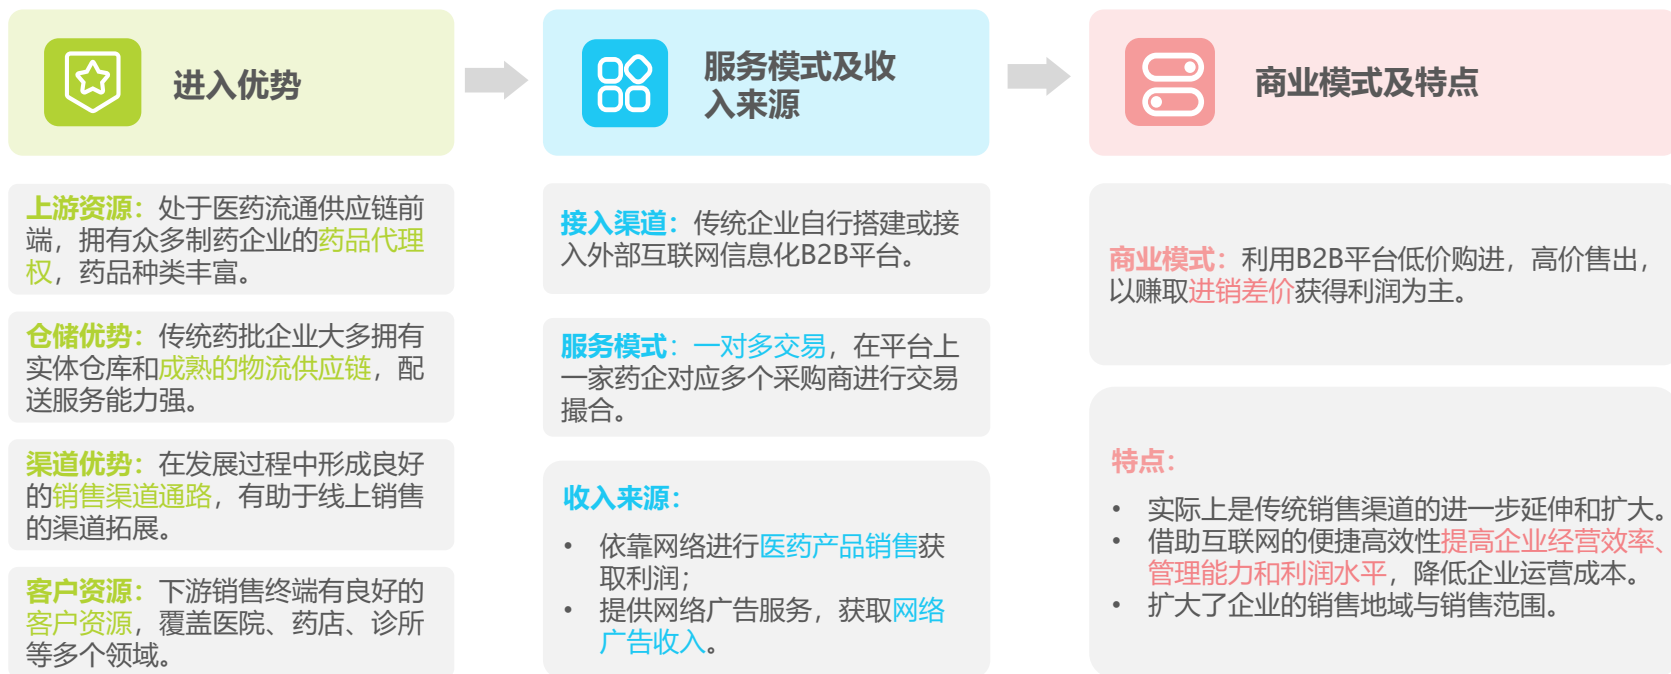 进入优势
上游资源：处于医药流通供应链前
端，拥有众多制药企业的药品代理
权，药品种类丰富。
仓储优势：传统药批企业大多拥有
实体仓库和成熟的物流供应链，配
送服务能力强。
渠道优势：在发展过程中形成良好
的销售渠道通路，有助于线上销售
的渠道拓展。
客户资源：下游销售终端有良好的
客户资源，覆盖医院、药店、诊所
等多个领域。
服务模式及收
入来源
接入渠道：传统企业自行搭建或接
入外部互联网信息化B2B平台。
服务模式：一对多交易，在平台上
一家药企对应多个采购商进行交易
撮合。
收入来源：
• 依靠网络进行医药产品销售获
取利润；
• 提供网络广告服务，获取网络
广告收入。
商业模式及特点
商业模式：利用B2B平台低价购进，高价售出，
以赚取进销差价获得利润为主。
特点：
• 实际上是传统销售渠道的进一步延伸和扩大。
• 借助互联网的便捷高效性提高企业经营效率、
管理能力和利润水平，降低企业运营成本。
• 扩大了企业的销售地域与销售范围。